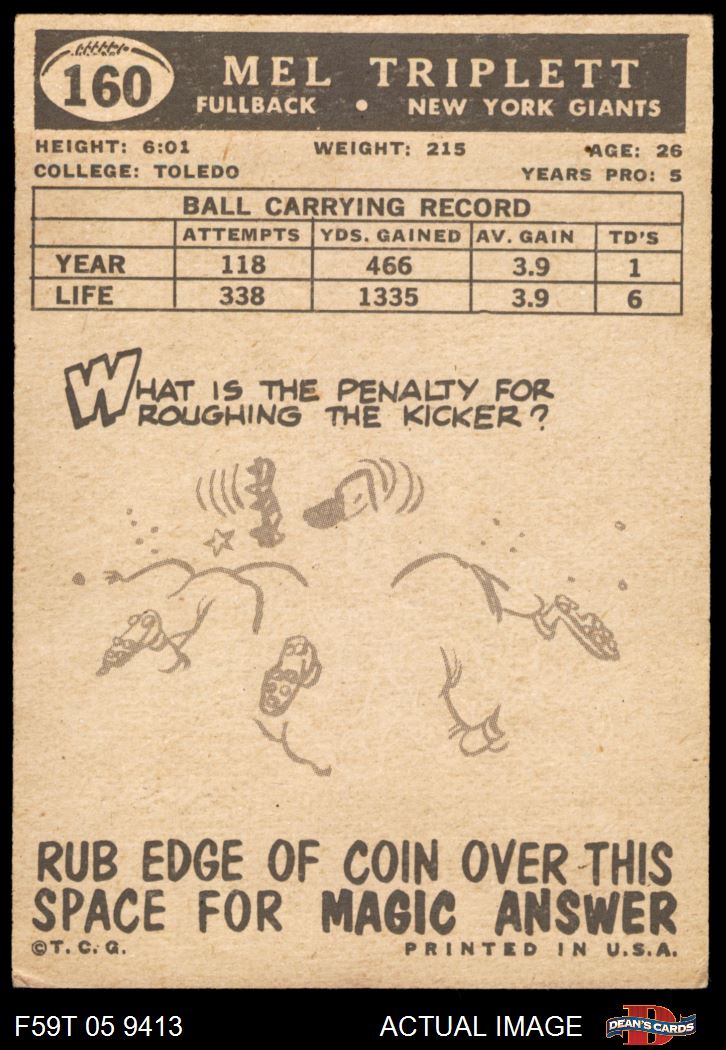 160
MEL TRIPLETT
FULLBACK • NEW YORK GIANTS
HEIGHT: 6:01 WEIGHT: 215 AGE: 26
COLLEGE: TOLEDO YEARS PRO: 5
BALL CARRYING RECORD
ATTEMPTS YDS. GAINED AV. GAIN TD'S
YEAR 118 466 3.9 1
LIFE 338 1335 3.9 6
WHAT IS THE PENALTY FOR
ROUGHING THE KICKER?
RUB EDGE OF COIN OVER THIS
SPACE FOR MAGIC ANSWER
©T.C.G. PRINTED IN U.S.A.
F59T 05 9413 ACTUAL IMAGE D DEAN'S CARDS